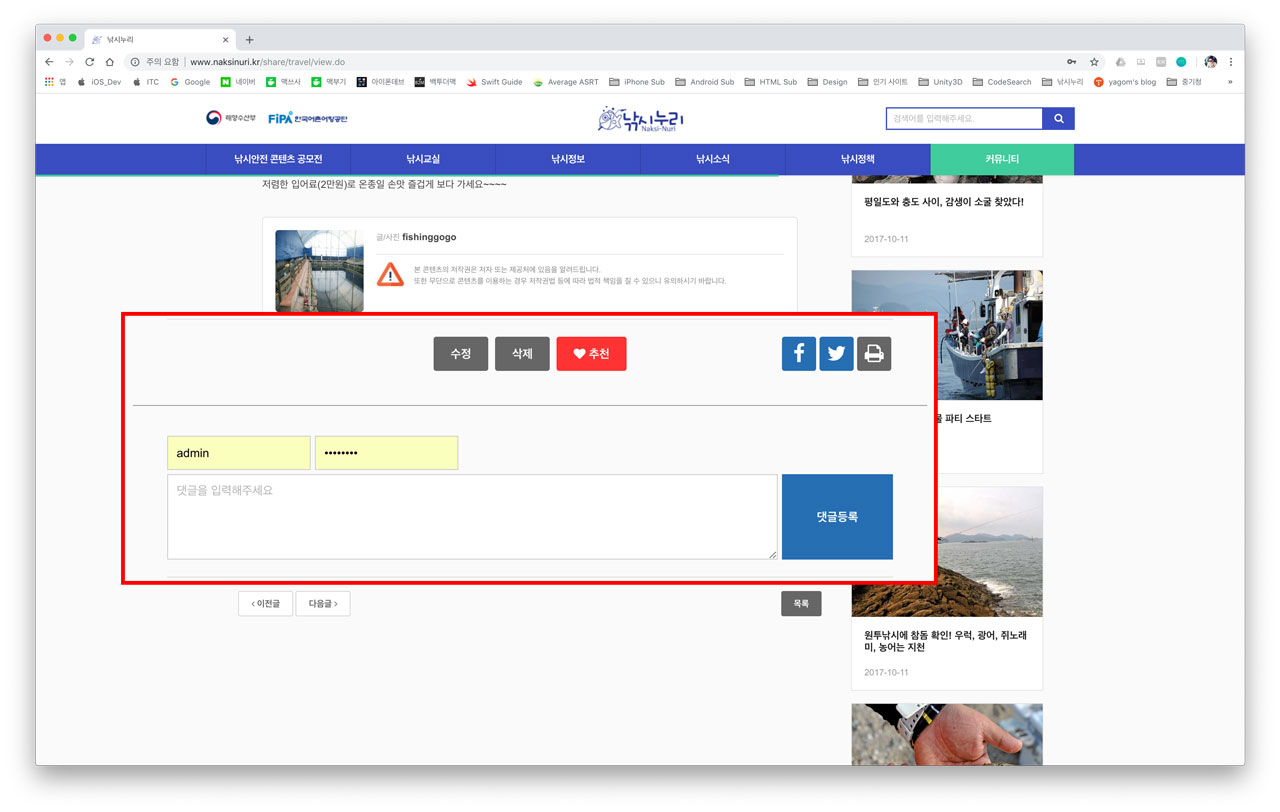 낚시누리
주의 요함 | www.naksinuri.kr/share/travel/view.do
앱 iOS_Dev ITC Google 네이버 맥쓰사 맥부기 아이폰데브 백투더맥 Swift Guide Average ASRT iPhone Sub Android Sub HTML Sub Design 인기 사이트 Unity3D CodeSearch 낚시누리 yagom's blog 중기청 »
해양수산부 FiPA 한국어촌어항공단
낚시누리
Naksi-Nuri
검색어를 입력해주세요.
낚시안전 콘텐츠 공모전 낚시교실 낚시정보 낚시소식 낚시정책 커뮤니티
저렴한 입어료(2만원)로 온종일 손맛 즐겁게 보다 가세요~~~~
글/사진 fishinggogo
본 콘텐츠의 저작권은 저자 또는 제공처에 있음을 알려드립니다.
또한 무단으로 콘텐츠를 이용하는 경우 저작권법 등에 따라 법적 책임을 질 수 있으니 유의하시기 바랍니다.
수정 삭제 추천
admin ••••••••
댓글을 입력해주세요
댓글등록
‹ 이전글 다음글 › 목록
평일도와 충도 사이, 감생이 소굴 찾았다!
2017-10-11
파티 스타트
원투낚시에 참돔 확인! 우럭, 광어, 쥐노래
미, 농어는 지천
2017-10-11